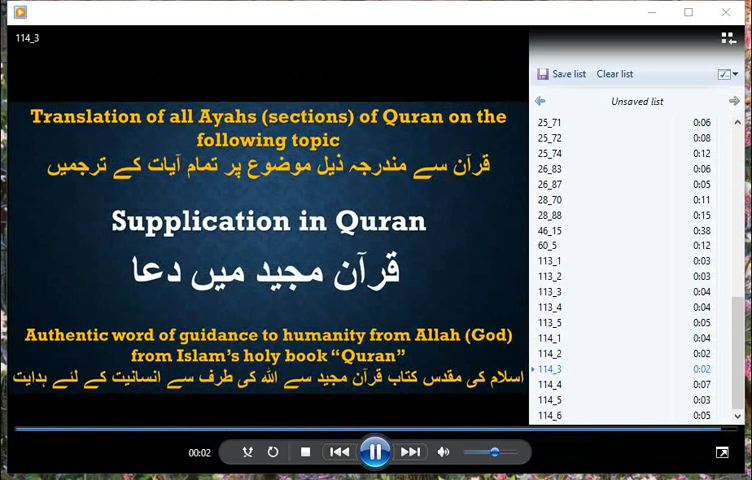 114_3
Translation of all Ayahs (sections) of Quran on the
following topic
قرآن سے مندرجہ ذیل موضوع پر تمام آیات کے ترجمیں
Supplication in Quran
قرآن مجید میں دعا
Authentic word of guidance to humanity from Allah (God)
from Islam's holy book “Quran”
اسلام کی مقدس کتاب قرآن مجید سے اللہ کی طرف سے انسانیت کے لئے ہدایت
00:02
Save list Clear list
Unsaved list
25_71 0:06
25_72 0:08
25_74 0:12
26_83 0:06
26_87 0:05
28_70 0:11
28_88 0:15
46_15 0:38
60_5 0:12
113_1 0:03
113_2 0:03
113_3 0:04
113_4 0:04
113_5 0:05
114_1 0:04
114_2 0:02
114_3 0:02
114_4 0:07
114_5 0:03
114_6 0:05